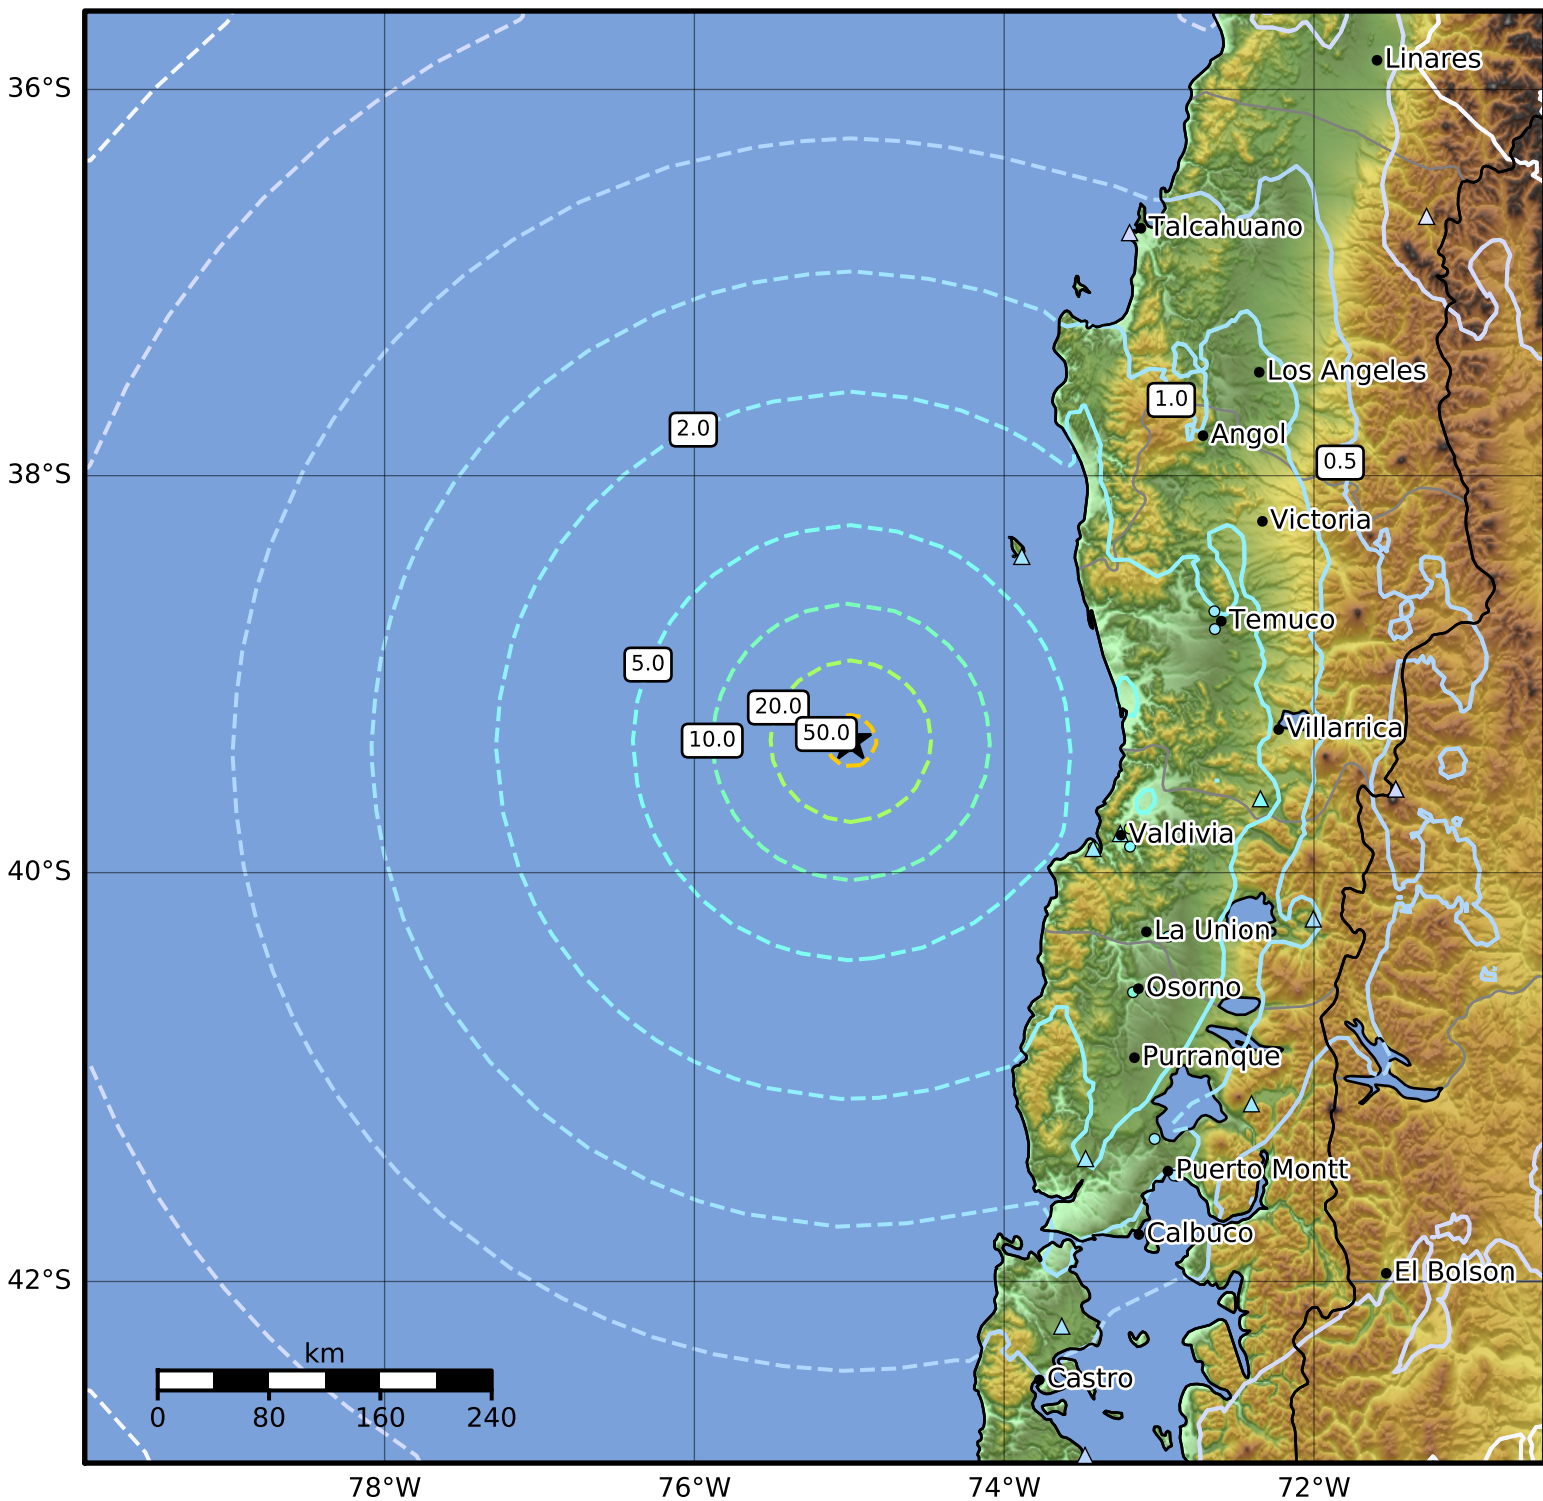 Linares
36°S
Talcahuano
Los Angeles
1.0
2.0
Angol
0.5
38°S
Victoria
Temuco
5.0
20.0
Villarrica
50.0
10.0
Valdivia
40°S
La Union
Osorno
Purranque
Puerto Montt
Calbuco
El Bolson
42°S
km
Castro
0 80 160 240
78°W 76°W 74°W 72°W